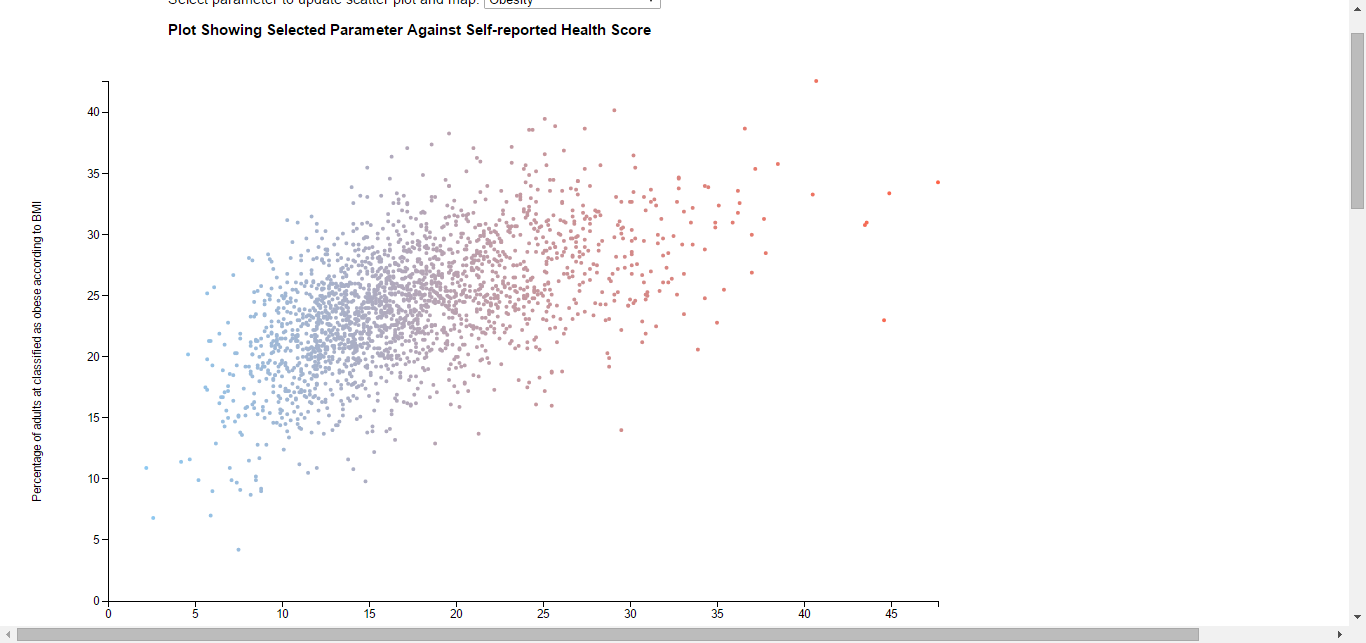 Select parameter to update scatter plot and map: Obesity
Plot Showing Selected Parameter Against Self-reported Health Score
Percentage of adults at classified as obese according to BMI
40
35
30
25
20
15
10
5
0
0 5 10 15 20 25 30 35 40 45